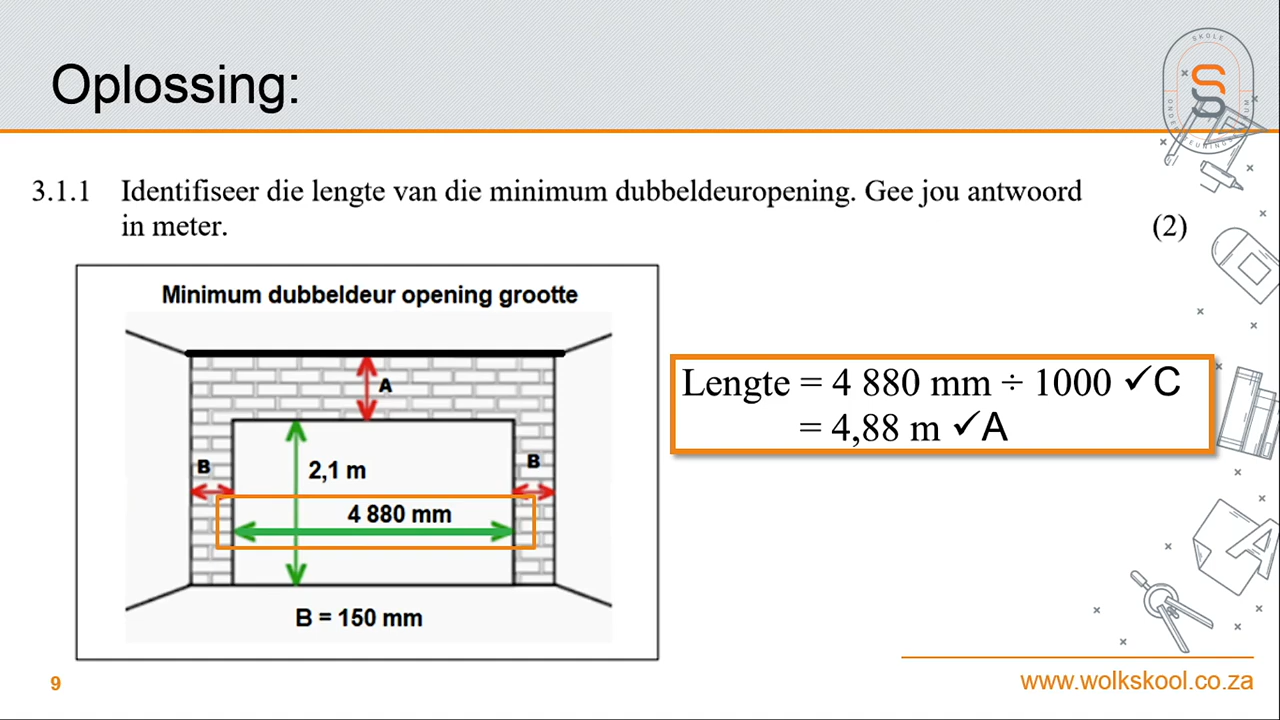 Oplossing:
SKOLE
ONDERSTEUNINGSENTRUM
3.1.1 Identifiseer die lengte van die minimum dubbeldeuropening. Gee jou antwoord
in meter.
(2)
Minimum dubbeldeur opening grootte
A
B
2,1 m
B
4 880 mm
B = 150 mm
Lengte = 4 880 mm ÷ 1000 ✓C
= 4,88 m ✓A
9
www.wolkskool.co.za